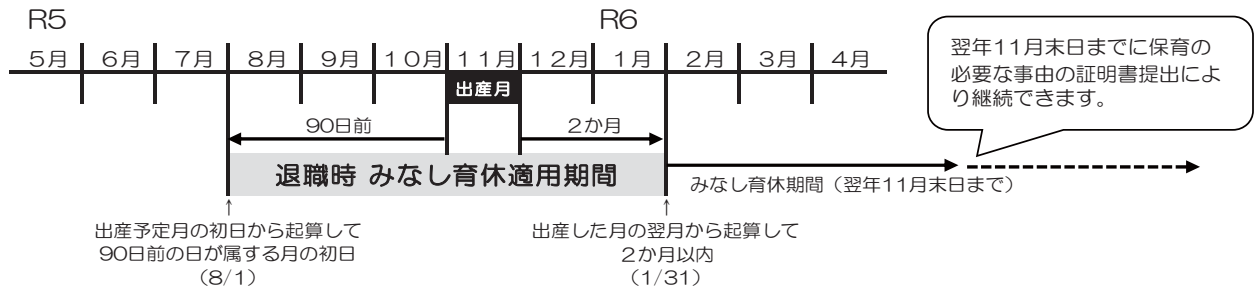 R5
R6
5月 6月 7月 8月 9月 10月 11月 12月 1月 2月 3月 4月
出産月
90日前
2か月
退職時 みなし育休適用期間
みなし育休期間（翌年11月末日まで）
翌年11月末日までに保育の
必要な事由の証明書提出によ
り継続できます。
↑
出産予定月の初日から起算して
90日前の日が属する月の初日
（8/1）
↑
出産した月の翌月から起算して
2か月以内
（1/31）